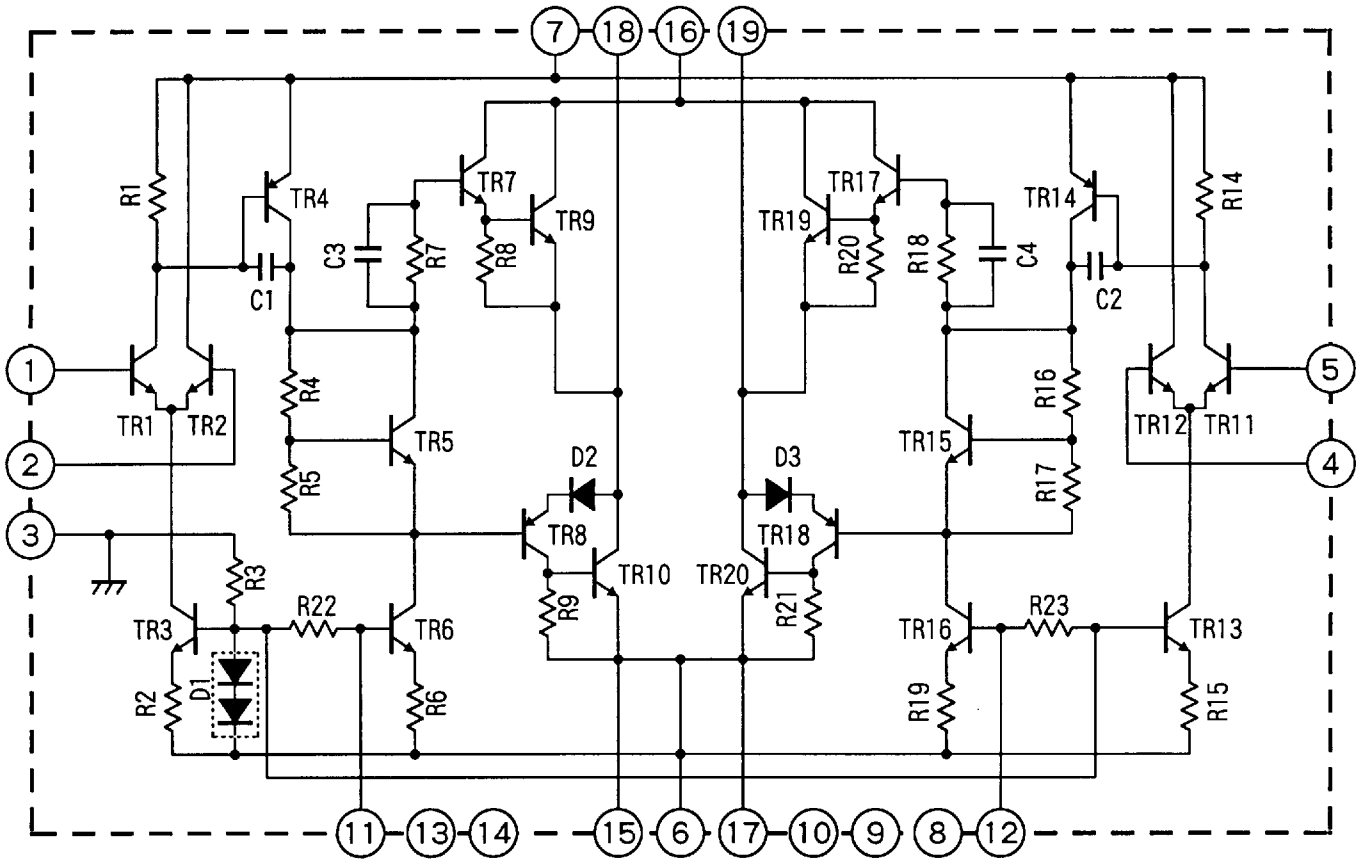 7 18 16 19
R1 TR4 TR7 TR9 TR17 TR19 TR14 R14
C3 R7 R8 R20 R18 C4
C1 C2
1 5
R4 R16
TR1 TR2 TR5 TR15 TR12 TR11
2 4
R5 D2 D3 R17
3
TR8 TR18
R3 TR10 TR20
TR3 R22 TR6 R9 R21 TR16 R23 TR13
R2 D1 R6 R19 R15
11 13 14 15 6 17 10 9 8 12